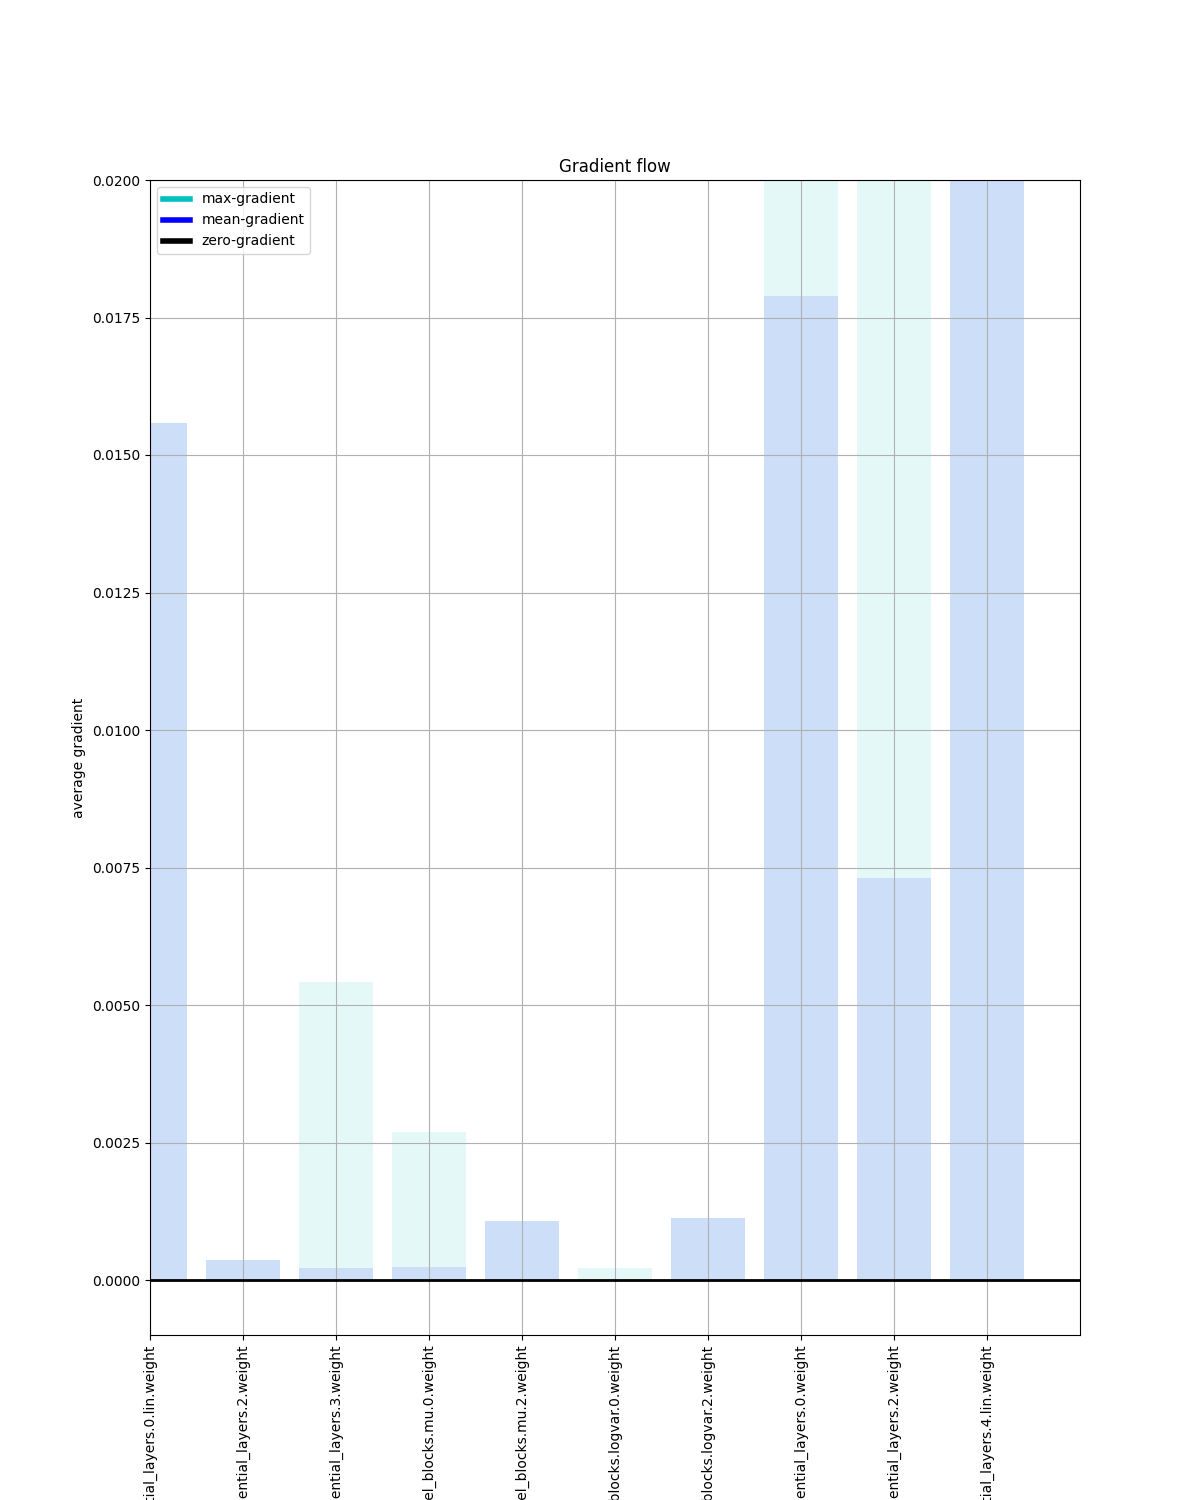 Gradient flow
max-gradient
mean-gradient
zero-gradient
average gradient
0.0200
0.0175
0.0150
0.0125
0.0100
0.0075
0.0050
0.0025
0.0000
tial_layers.0.lin.weight
ential_layers.2.weight
ential_layers.3.weight
el_blocks.mu.0.weight
el_blocks.mu.2.weight
blocks.logvar.0.weight
blocks.logvar.2.weight
ential_layers.0.weight
ential_layers.2.weight
tial_layers.4.lin.weight